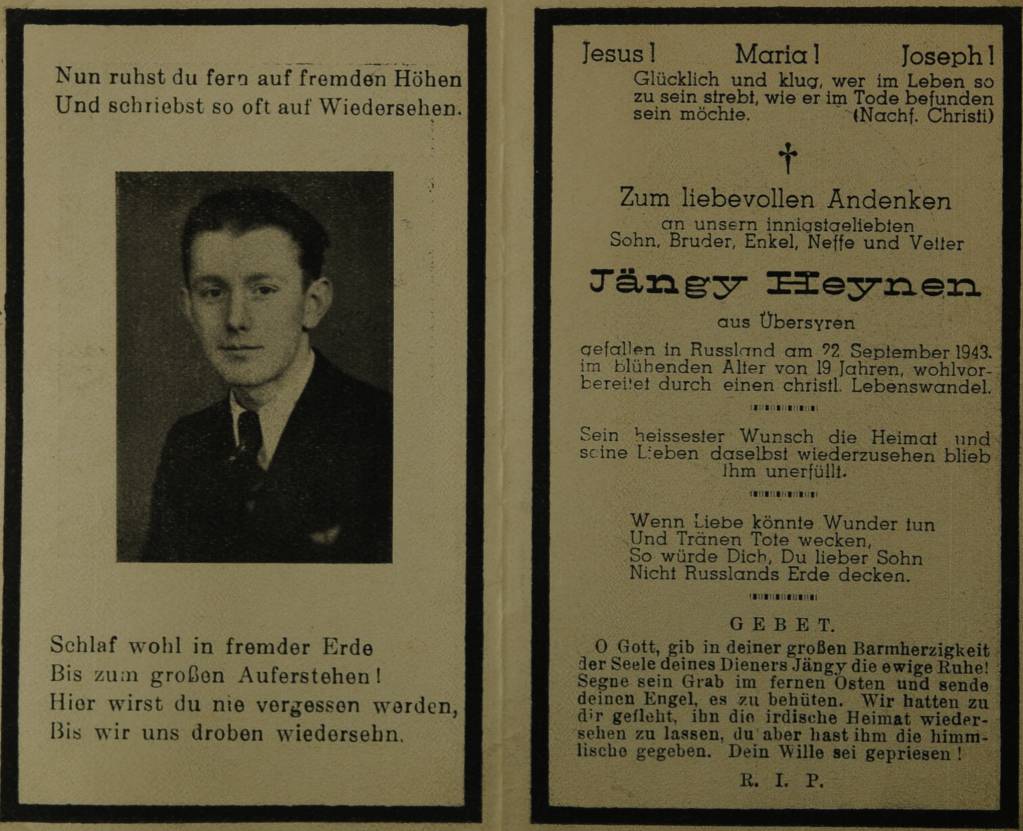 Nun ruhst du fern auf fremden Höhen
Und schriebst so oft auf Wiedersehen.
Schlaf wohl in fremder Erde
Bis zum großen Auferstehen!
Hier wirst du nie vergessen werden,
Bis wir uns droben wiedersehn.
Jesus! Maria! Joseph!
Glücklich und klug, wer im Leben so
zu sein strebt, wie er im Tode befunden
sein möchte. (Nachf. Christi)
†
Zum liebevollen Andenken
an unsern innigstgeliebten
Sohn, Bruder, Enkel, Neffe und Vetter
Jängy Heynen
aus Übersyren
gefallen in Russland am 22 September 1943.
im blühenden Alter von 19 Jahren, wohlvor-
bereitet durch einen christl. Lebenswandel.
Sein heissester Wunsch die Heimat und
seine Lieben daselbst wiederzusehen blieb
Ihm unerfüllt.
Wenn Liebe könnte Wunder tun
Und Tränen Tote wecken,
So würde Dich, Du lieber Sohn
Nicht Russlands Erde decken.
GEBET.
O Gott, gib in deiner großen Barmherzigkeit
der Seele deines Dieners Jängy die ewige Ruhe!
Segne sein Grab im fernen Osten und sende
deinen Engel, es zu behüten. Wir hatten zu
dir gefleht, ihn die irdische Heimat wieder-
sehen zu lassen, du aber hast ihm die himm-
lische gegeben. Dein Wille sei gepriesen!
R. I. P.